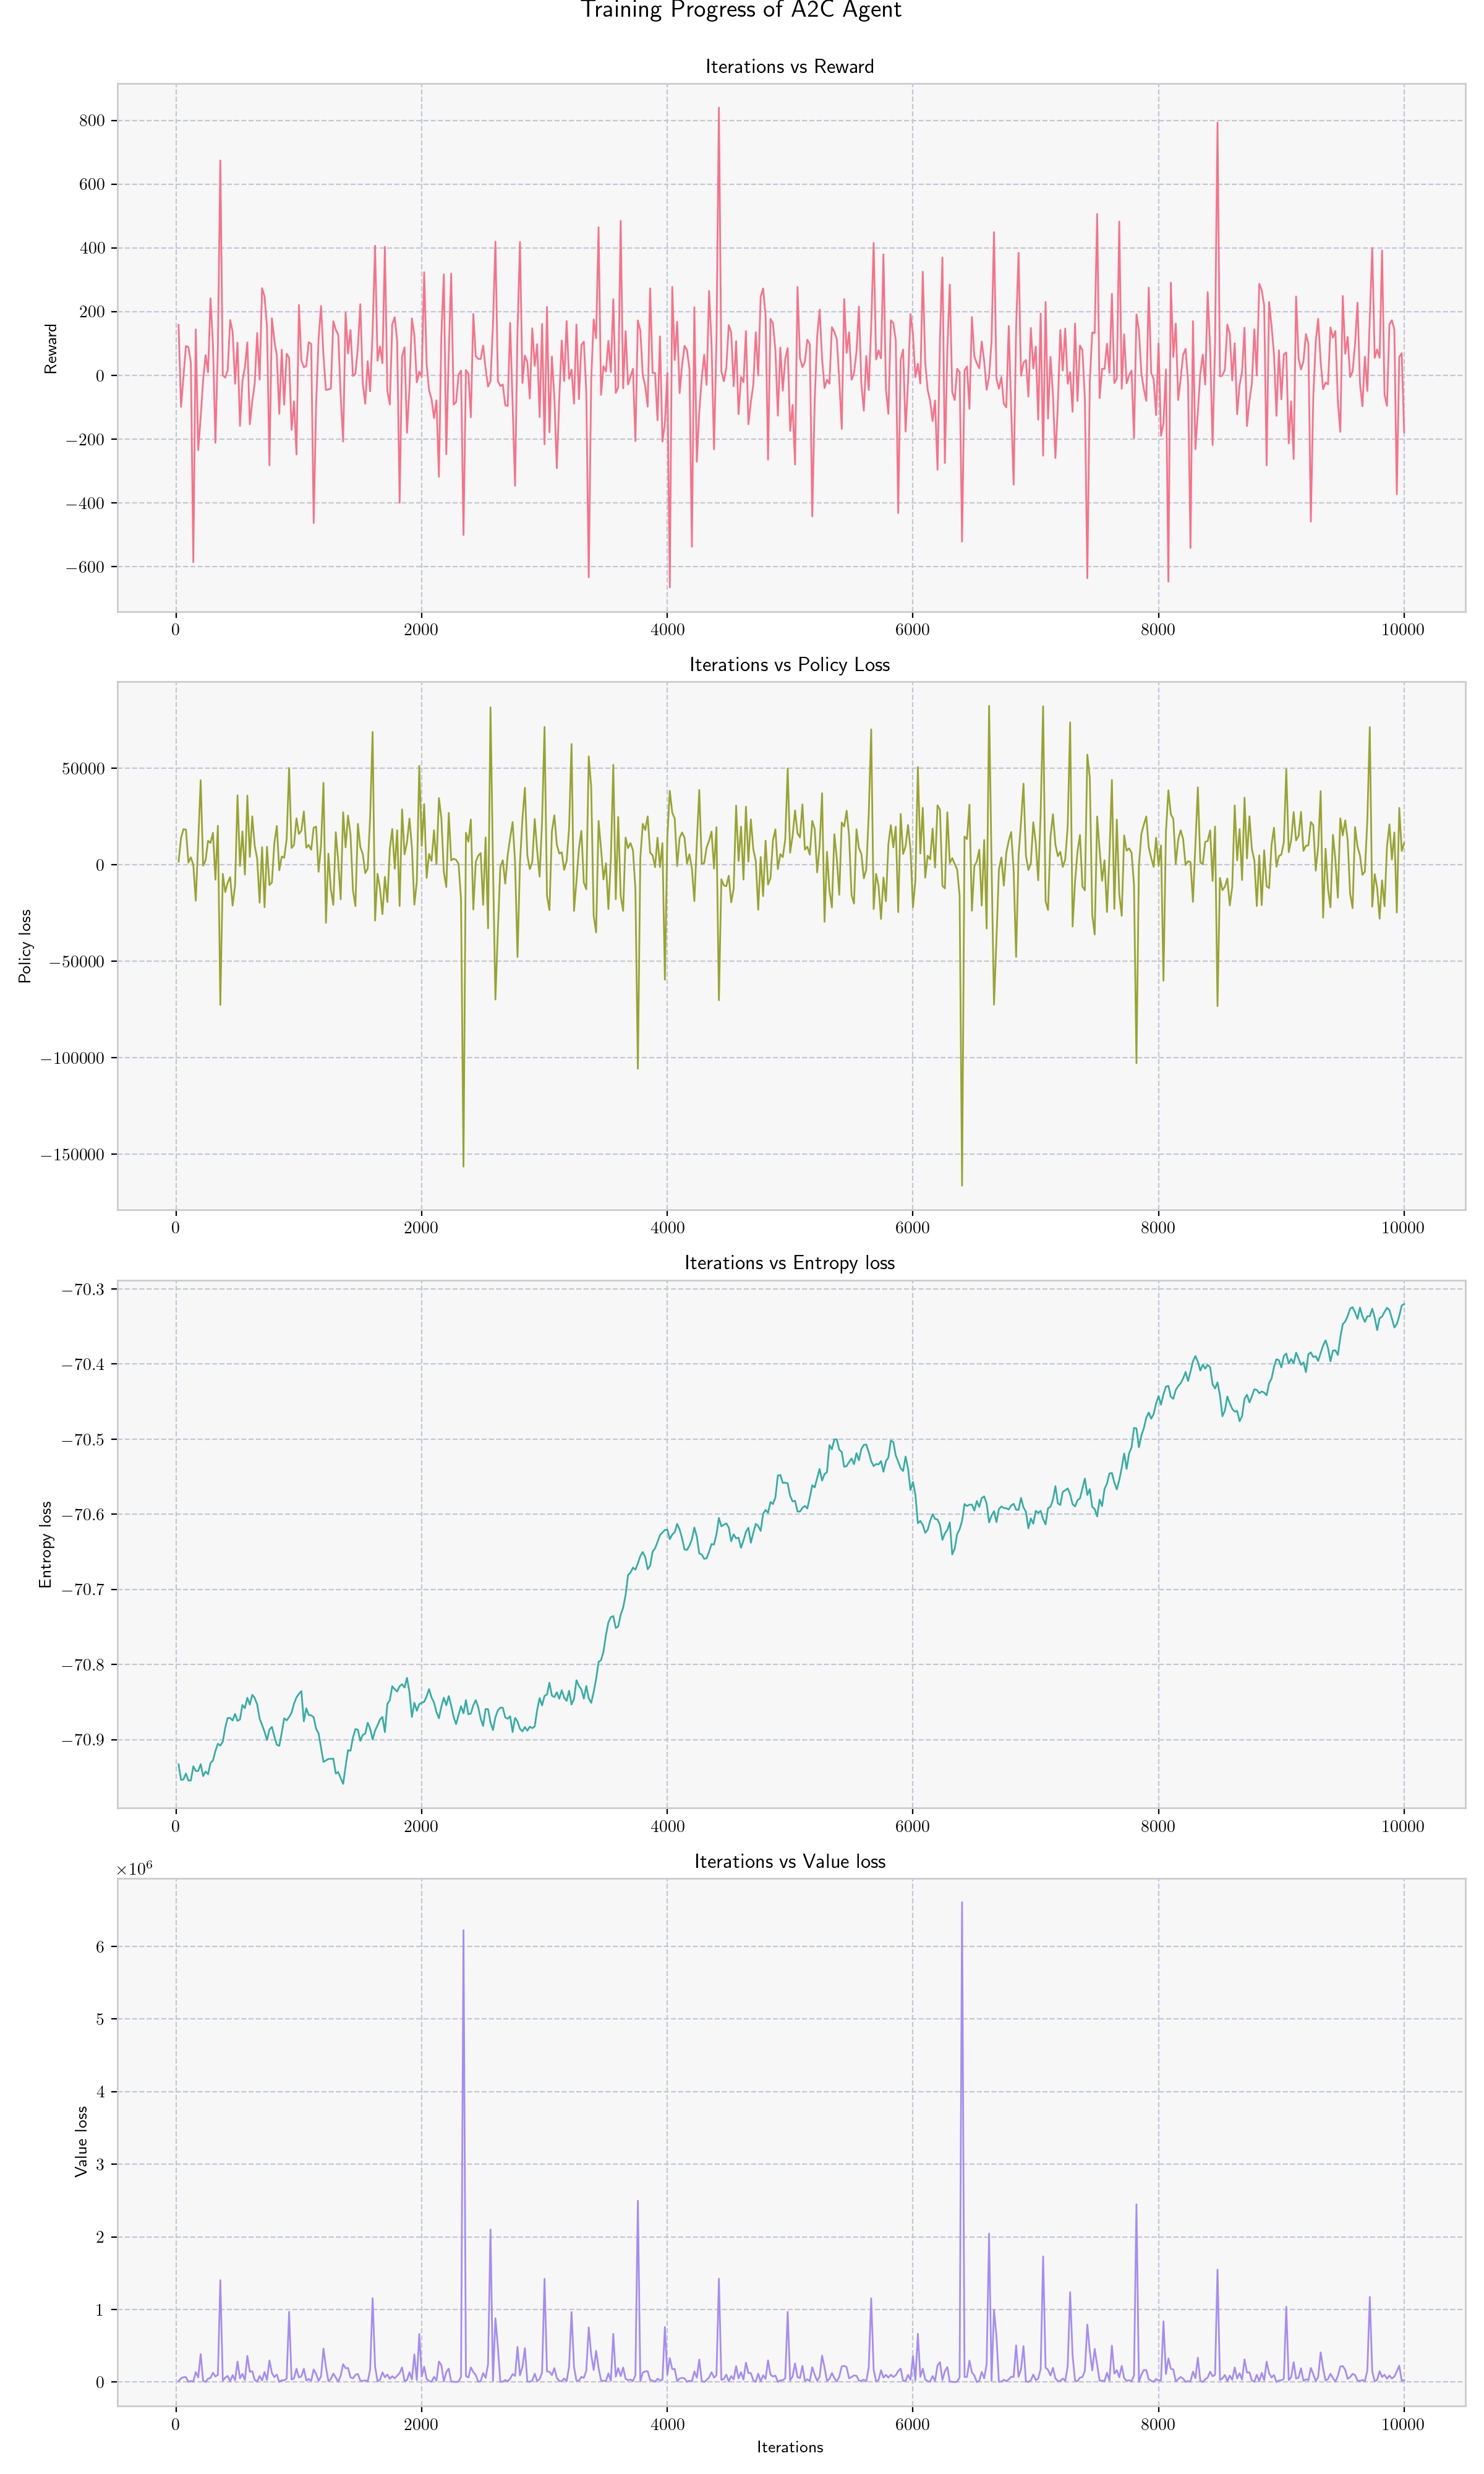 Training Progress of A2C Agent
Iterations vs Reward
Reward
800
600
400
200
0
−200
−400
−600
0 2000 4000 6000 8000 10000
Iterations vs Policy Loss
Policy loss
50000
0
−50000
−100000
−150000
0 2000 4000 6000 8000 10000
Iterations vs Entropy loss
Entropy loss
−70.3
−70.4
−70.5
−70.6
−70.7
−70.8
−70.9
0 2000 4000 6000 8000 10000
Iterations vs Value loss
×10⁶
Value loss
6
5
4
3
2
1
0
0 2000 4000 6000 8000 10000
Iterations